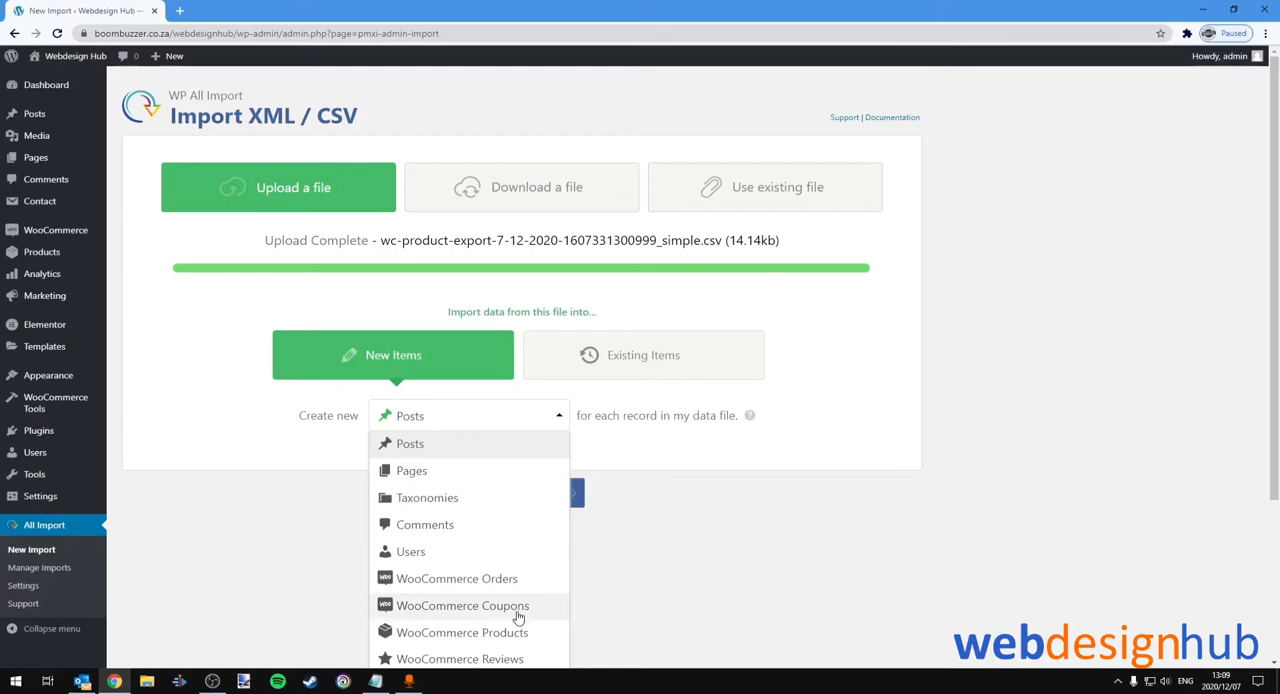 New Import ‹ Webdesign Hub —
boombuzzer.co.za/webdesignhub/wp-admin/admin.php?page=pmxi-admin-import
Paused
Webdesign Hub
0
New
Howdy, admin
Dashboard
Posts
Media
Pages
Comments
Contact
WooCommerce
Products
Analytics
Marketing
Elementor
Templates
Appearance
WooCommerce
Tools
Plugins
Users
Tools
Settings
All Import
New Import
Manage Imports
Settings
Support
Collapse menu
WP All Import
Import XML / CSV
Support | Documentation
Upload a file
Download a file
Use existing file
Upload Complete - wc-product-export-7-12-2020-1607331300999_simple.csv (14.14kb)
Import data from this file into...
New Items
Existing Items
Create new
Posts
for each record in my data file.
?
Posts
Pages
Taxonomies
Comments
Users
WooCommerce Orders
WooCommerce Coupons
WooCommerce Products
WooCommerce Reviews
webdesignhub
ENG
13:09
2020/12/07